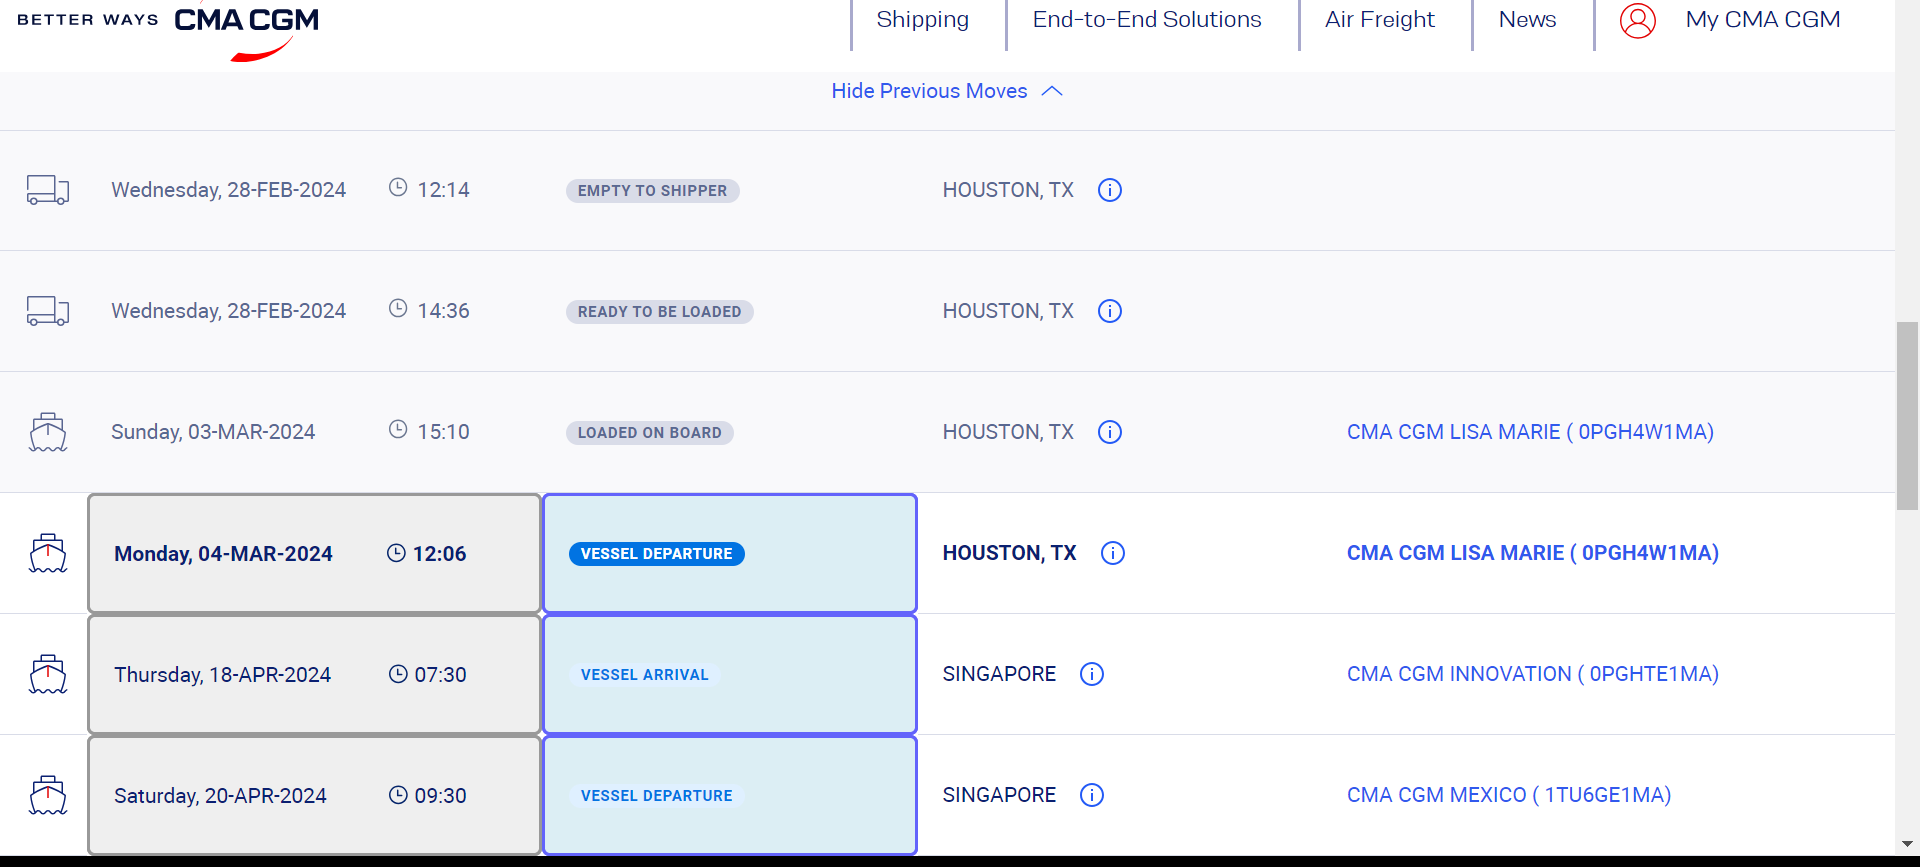 BETTER WAYS CMA CGM Shipping End-to-End Solutions Air Freight News My CMA CGM
Hide Previous Moves
Wednesday, 28-FEB-2024 12:14 EMPTY TO SHIPPER HOUSTON, TX
Wednesday, 28-FEB-2024 14:36 READY TO BE LOADED HOUSTON, TX
Sunday, 03-MAR-2024 15:10 LOADED ON BOARD HOUSTON, TX CMA CGM LISA MARIE ( 0PGH4W1MA)
Monday, 04-MAR-2024 12:06 VESSEL DEPARTURE HOUSTON, TX CMA CGM LISA MARIE ( 0PGH4W1MA)
Thursday, 18-APR-2024 07:30 VESSEL ARRIVAL SINGAPORE CMA CGM INNOVATION ( 0PGHTE1MA)
Saturday, 20-APR-2024 09:30 VESSEL DEPARTURE SINGAPORE CMA CGM MEXICO ( 1TU6GE1MA)